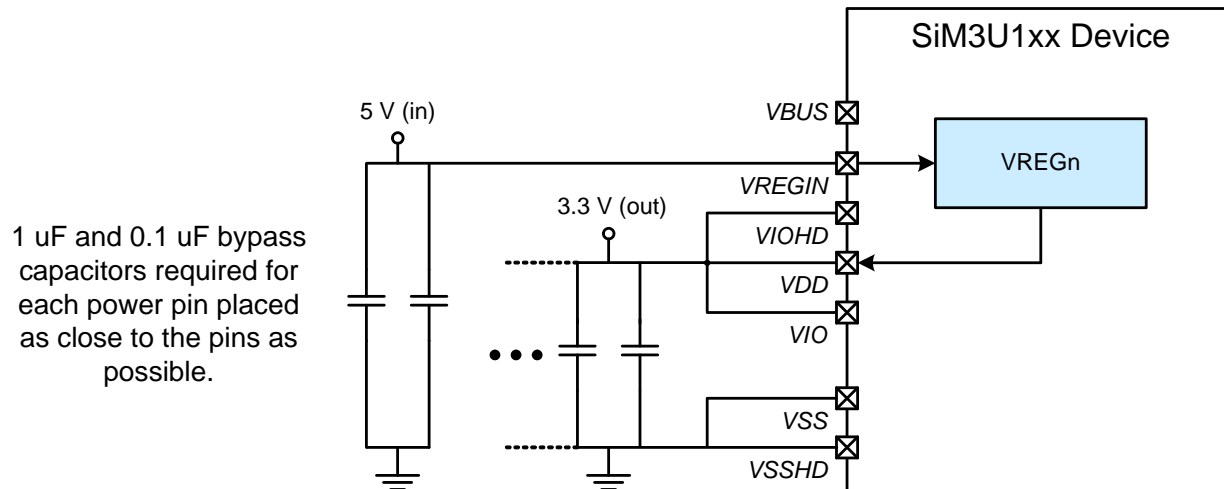 SiM3U1xx Device
5 V (in)
VBUS
VREGn
VREGIN
3.3 V (out)
VIOHD
1 uF and 0.1 uF bypass
capacitors required for
each power pin placed
as close to the pins as
possible.
VDD
VIO
VSS
VSSHD